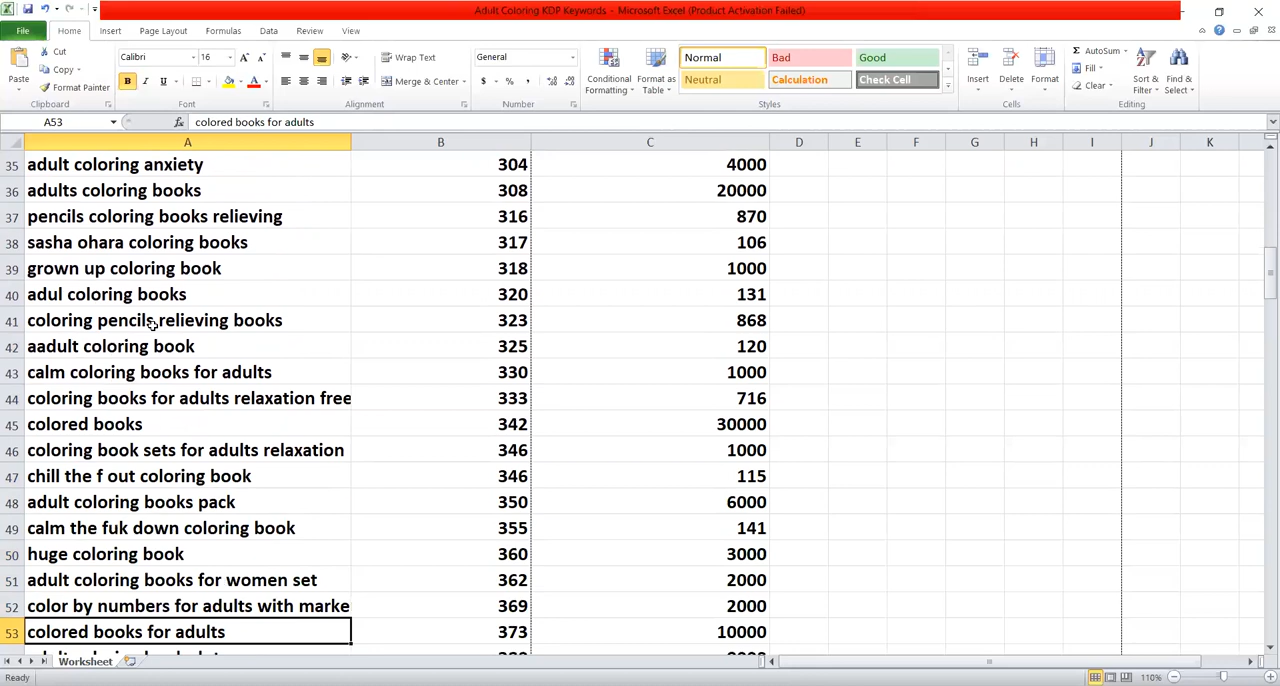 Adult Coloring KDP Keywords - Microsoft Excel (Product Activation Failed)
File Home Insert Page Layout Formulas Data Review View
Cut Calibri 16 Wrap Text General Normal Bad Good AutoSum
Copy Fill
Paste Format Painter B I U Merge & Center $ % , Conditional Formatting Format as Table Neutral Calculation Check Cell Insert Delete Format Clear Sort & Filter Find & Select
Clipboard Font Alignment Number Styles Cells Editing
A53 fx colored books for adults
A B C D E F G H I J K
35 adult coloring anxiety 304 4000
36 adults coloring books 308 20000
37 pencils coloring books relieving 316 870
38 sasha ohara coloring books 317 106
39 grown up coloring book 318 1000
40 adul coloring books 320 131
41 coloring pencils relieving books 323 868
42 aadult coloring book 325 120
43 calm coloring books for adults 330 1000
44 coloring books for adults relaxation free 333 716
45 colored books 342 30000
46 coloring book sets for adults relaxation 346 1000
47 chill the f out coloring book 346 115
48 adult coloring books pack 350 6000
49 calm the fuk down coloring book 355 141
50 huge coloring book 360 3000
51 adult coloring books for women set 362 2000
52 color by numbers for adults with marke 369 2000
53 colored books for adults 373 10000
Worksheet
Ready 110%